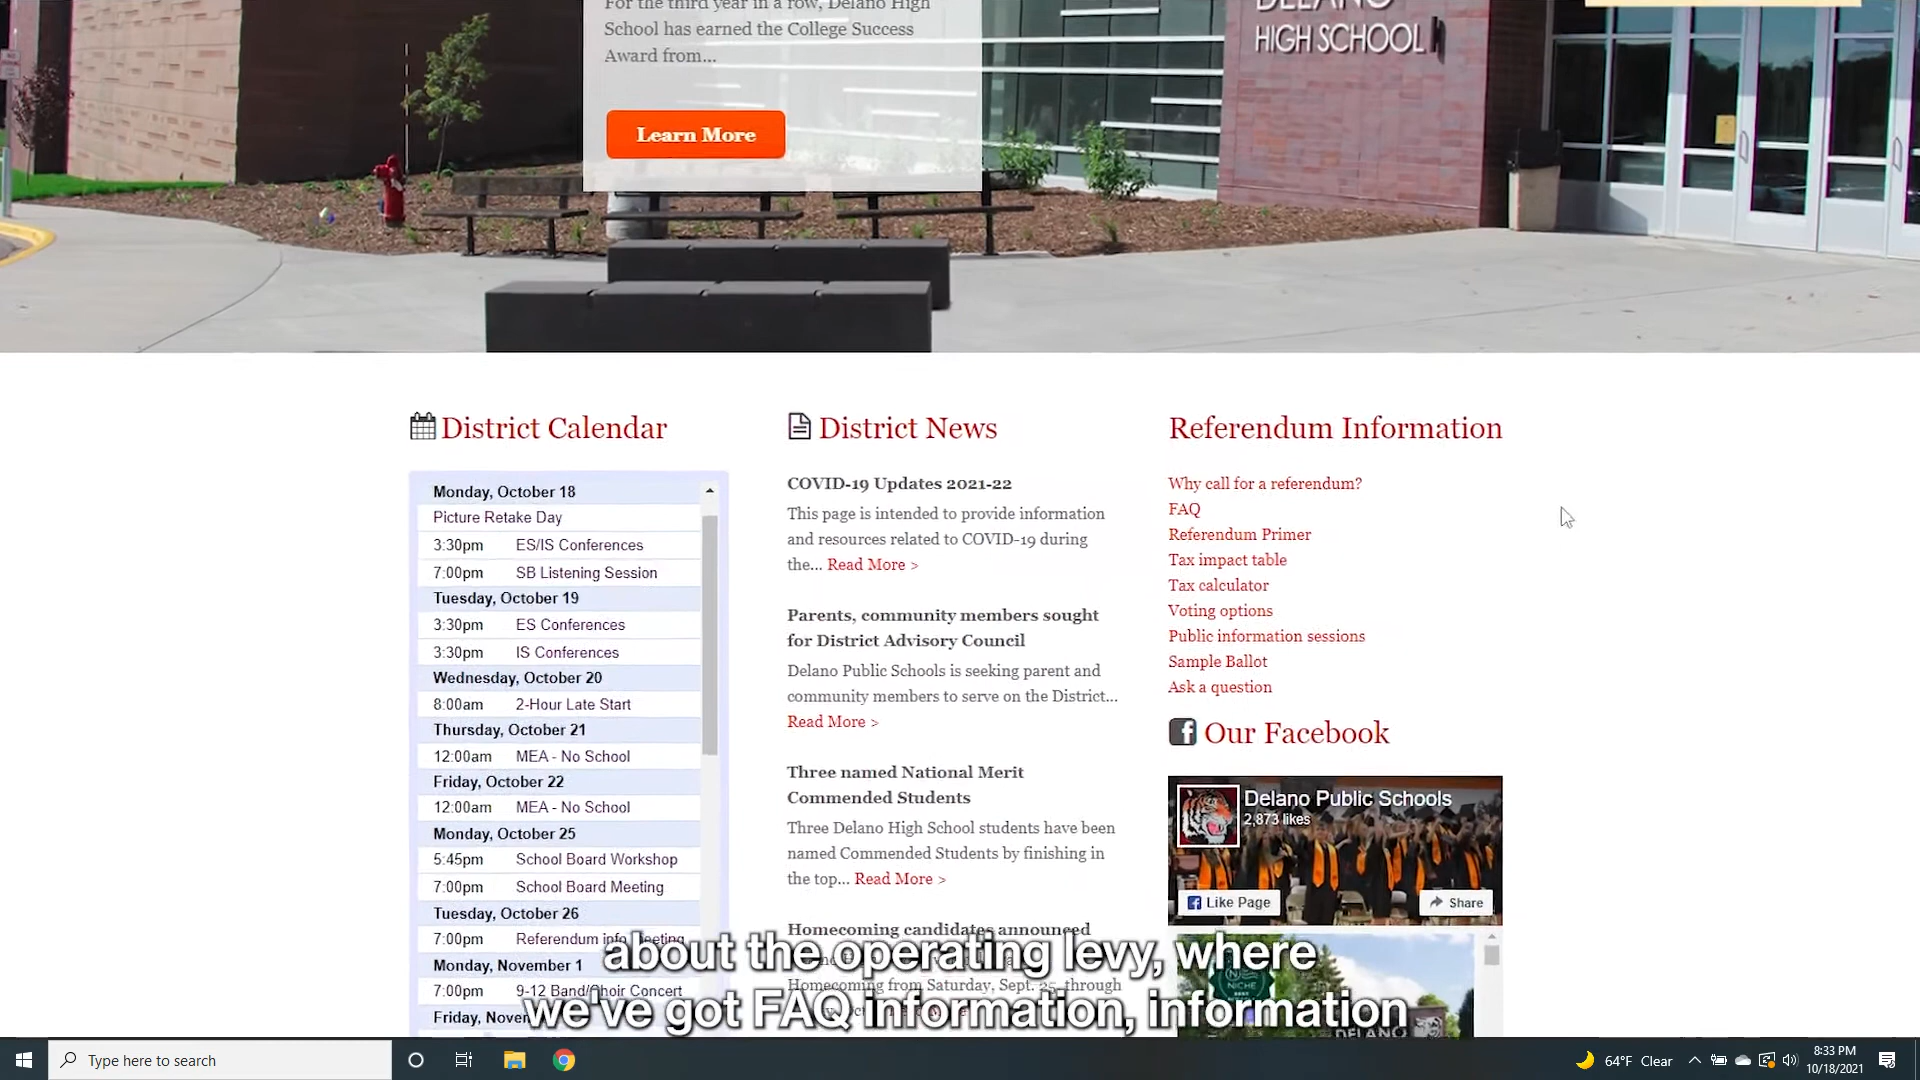 For the third year in a row, Delano High
School has earned the College Success
Award from...
Learn More
DELANO
HIGH SCHOOL
District Calendar
Monday, October 18
Picture Retake Day
3:30pm ES/IS Conferences
7:00pm SB Listening Session
Tuesday, October 19
3:30pm ES Conferences
3:30pm IS Conferences
Wednesday, October 20
8:00am 2-Hour Late Start
Thursday, October 21
12:00am MEA - No School
Friday, October 22
12:00am MEA - No School
Monday, October 25
5:45pm School Board Workshop
7:00pm School Board Meeting
Tuesday, October 26
7:00pm Referendum info meeting
Monday, November 1
7:00pm 9-12 Band/Choir Concert
Friday,
District News
COVID-19 Updates 2021-22
This page is intended to provide information
and resources related to COVID-19 during
the... Read More >
Parents, community members sought
for District Advisory Council
Delano Public Schools is seeking parent and
community members to serve on the District...
Read More >
Three named National Merit
Commended Students
Three Delano High School students have been
named Commended Students by finishing in
the top... Read More >
Homecoming candidates announced
Homecoming from Saturday, Sept. 25, through
Referendum Information
Why call for a referendum?
FAQ
Referendum Primer
Tax impact table
Tax calculator
Voting options
Public information sessions
Sample Ballot
Ask a question
Our Facebook
Delano Public Schools
2,873 likes
Like Page
Share
NICHE
about the operating levy, where
we've got FAQ information, information
Type here to search
64°F Clear
8:33 PM
10/18/2021